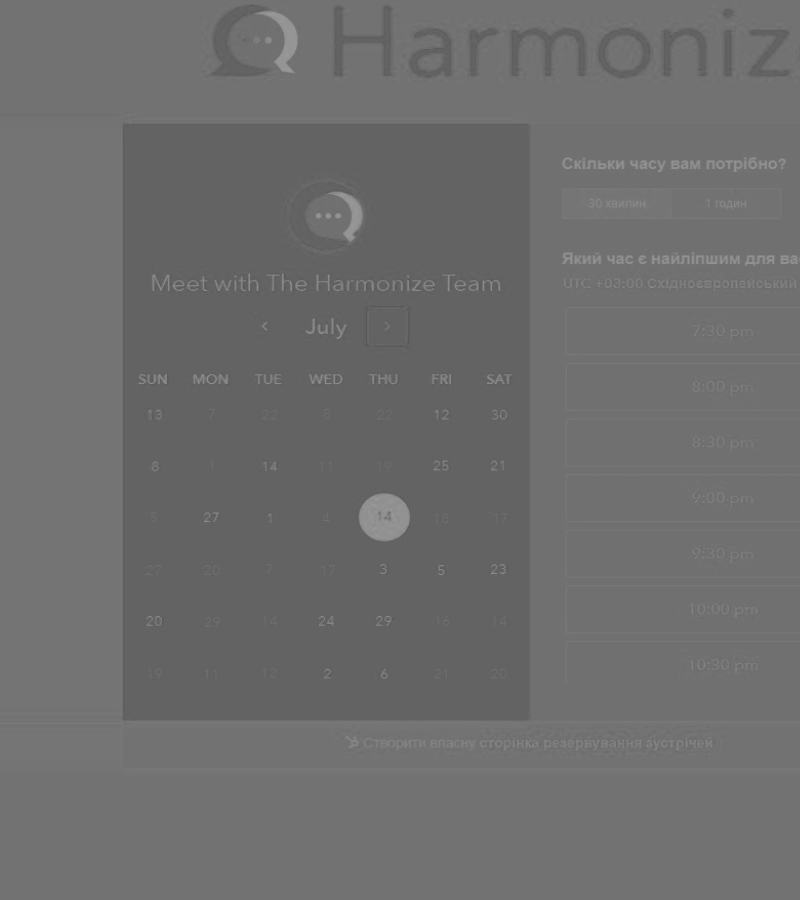 Harmoniz
Meet with The Harmonize Team
July
SUN MON TUE WED THU FRI SAT
13 7 22 8 22 12 30
8 1 14 11 19 25 21
5 27 1 4 14 18 17
27 20 7 17 3 5 23
20 29 14 24 29 16 14
19 11 12 2 6 21 20
Скільки часу вам потрібно?
30 хвилин 1 годин
Який час є найліпшим для ва
UTC +03:00 Східноєвропейський
7:30 pm
8:00 pm
8:30 pm
9:00 pm
9:30 pm
10:00 pm
10:30 pm
Створити власну сторінка резервування зустрічей